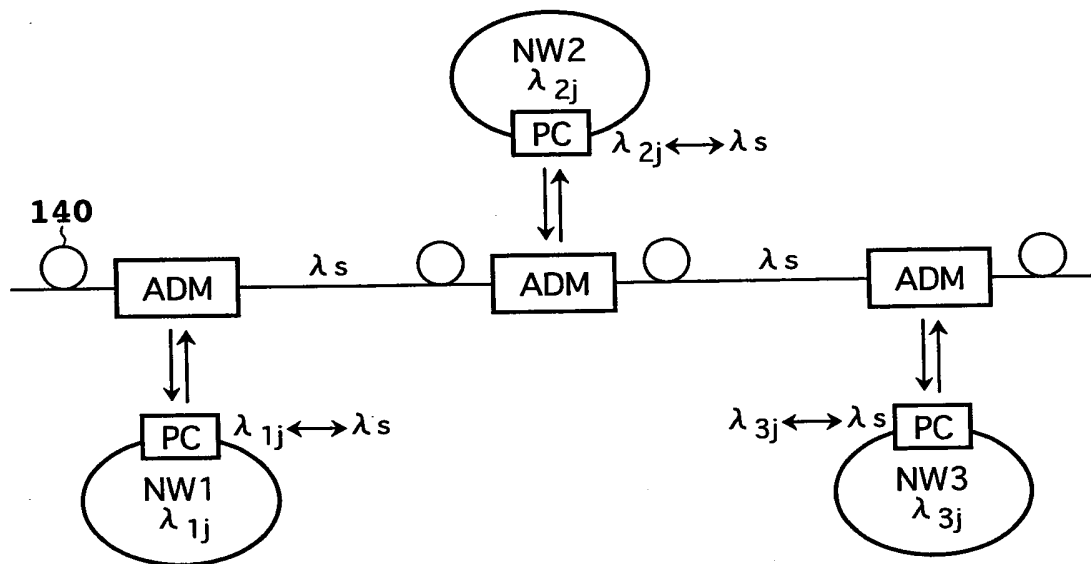 NW2
λ 2j
PC
λ 2j ↔ λ s
140
ADM
λ s
ADM
λ s
ADM
PC
λ 1j ↔ λ s
NW1
λ 1j
λ 3j ↔ λ s
PC
NW3
λ 3j